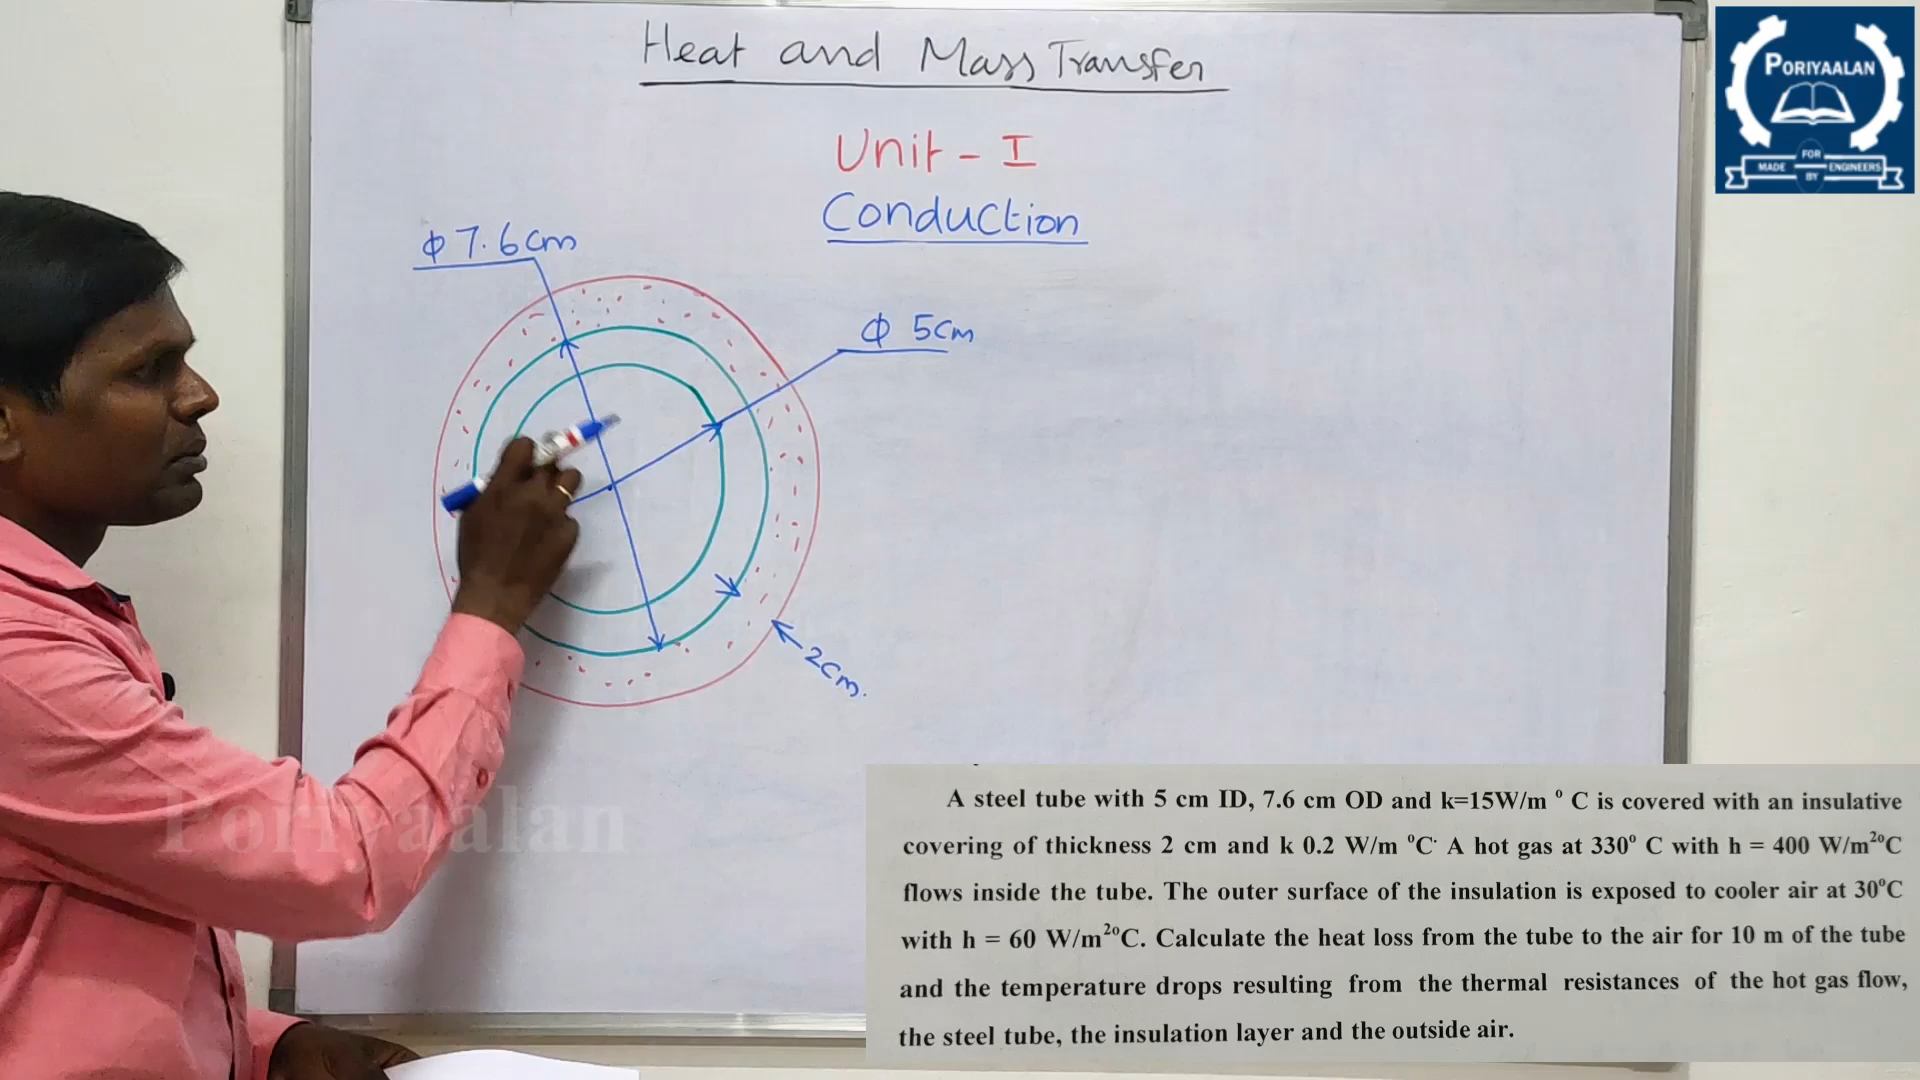 Heat and Mass Transfer
Unit - I
Conduction
ϕ 7.6cm
ϕ 5cm
2cm.
PORIYAALAN
FOR
MADE ENGINEERS
BY
Poriyaalan
A steel tube with 5 cm ID, 7.6 cm OD and k=15W/m ° C is covered with an insulative
covering of thickness 2 cm and k 0.2 W/m °C. A hot gas at 330° C with h = 400 W/m²°C
flows inside the tube. The outer surface of the insulation is exposed to cooler air at 30°C
with h = 60 W/m²°C. Calculate the heat loss from the tube to the air for 10 m of the tube
and the temperature drops resulting from the thermal resistances of the hot gas flow,
the steel tube, the insulation layer and the outside air.